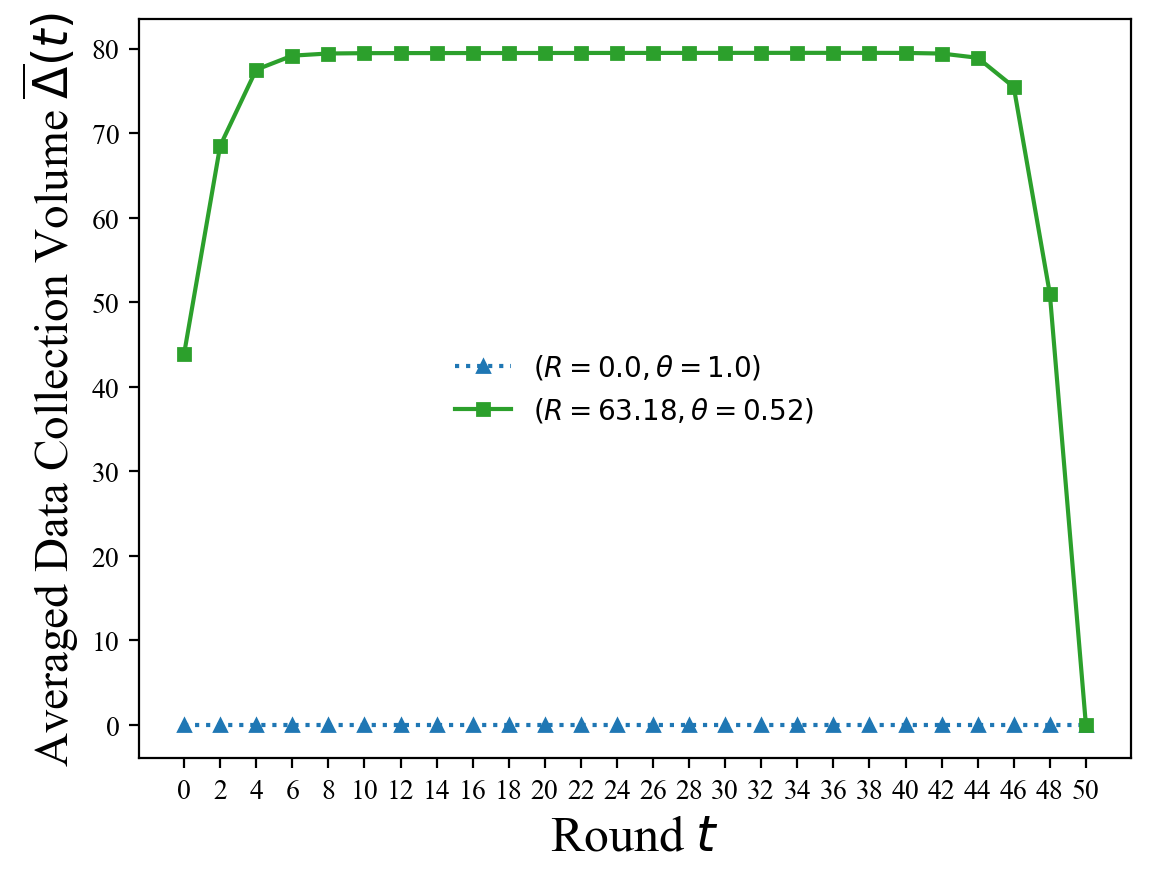 Averaged Data Collection Volume $\overline{\Delta}(t)$
80
70
60
50
40
30
20
10
0
(R = 0.0, θ = 1.0)
(R = 63.18, θ = 0.52)
0 2 4 6 8 10 12 14 16 18 20 22 24 26 28 30 32 34 36 38 40 42 44 46 48 50
Round t